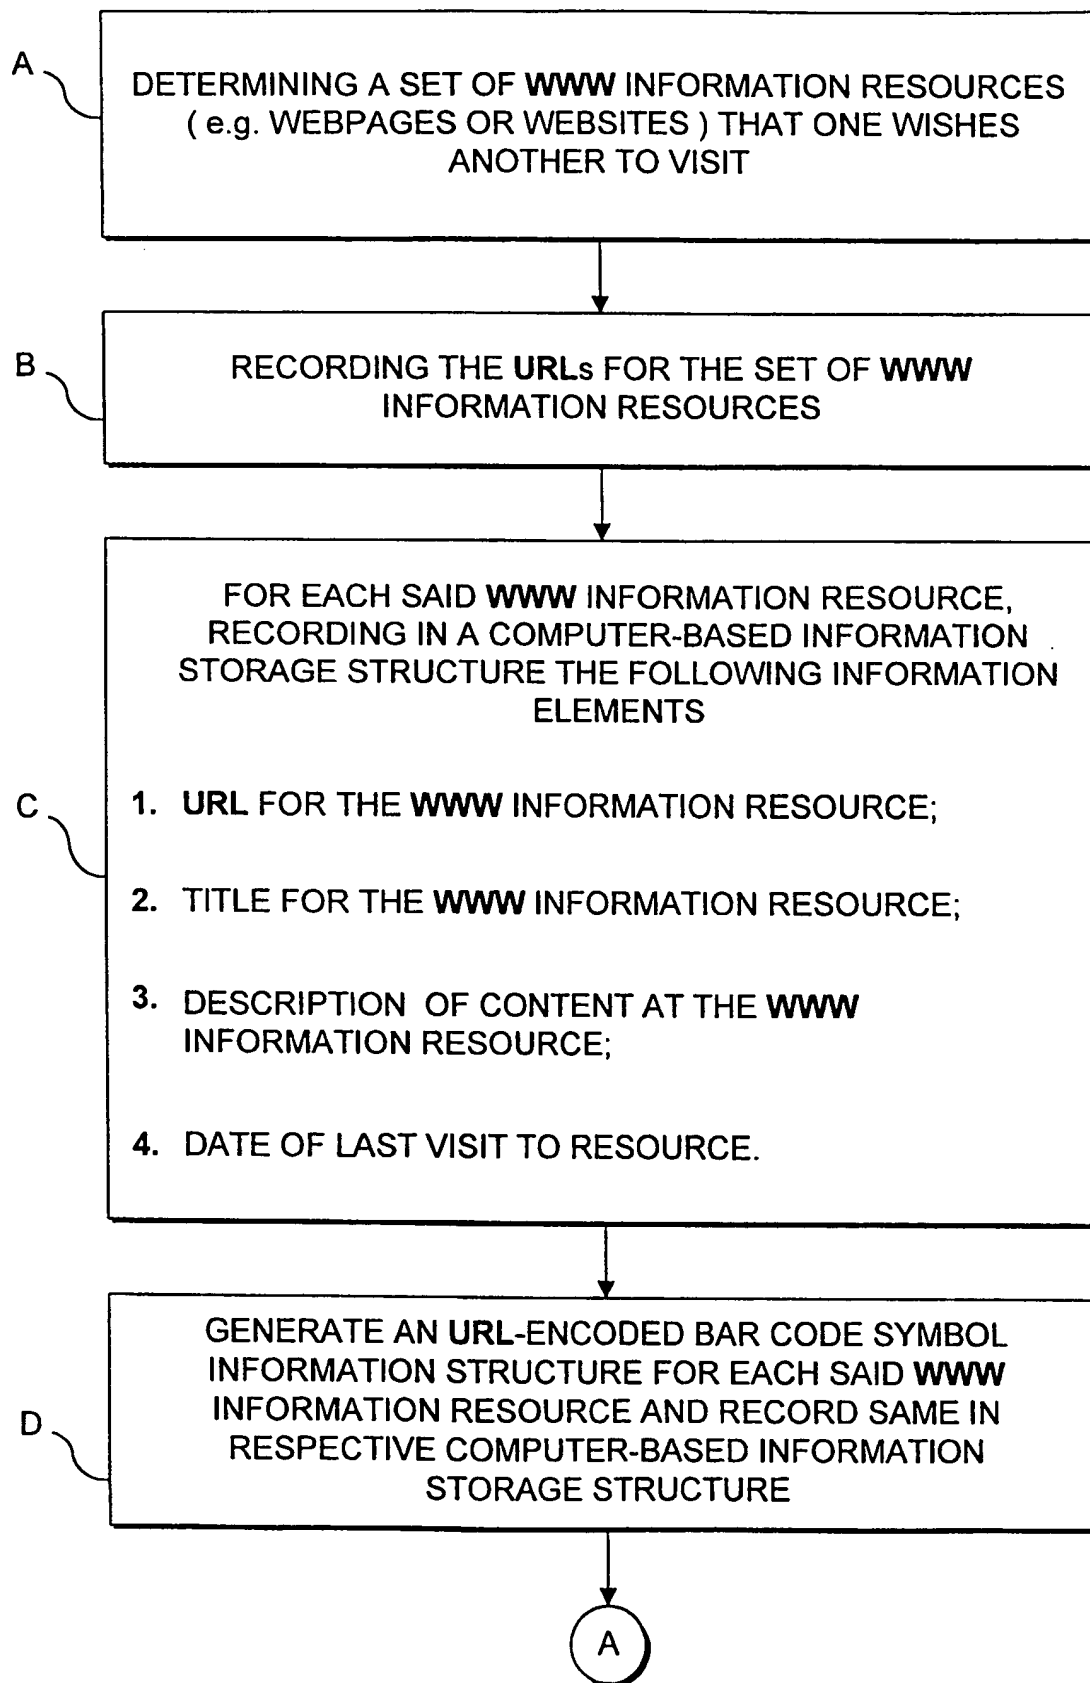 A
DETERMINING A SET OF WWW INFORMATION RESOURCES
( e.g. WEBPAGES OR WEBSITES ) THAT ONE WISHES
ANOTHER TO VISIT
B
RECORDING THE URLs FOR THE SET OF WWW
INFORMATION RESOURCES
FOR EACH SAID WWW INFORMATION RESOURCE,
RECORDING IN A COMPUTER-BASED INFORMATION
STORAGE STRUCTURE THE FOLLOWING INFORMATION
ELEMENTS
C
1. URL FOR THE WWW INFORMATION RESOURCE;
2. TITLE FOR THE WWW INFORMATION RESOURCE;
3. DESCRIPTION OF CONTENT AT THE WWW
INFORMATION RESOURCE;
4. DATE OF LAST VISIT TO RESOURCE.
D
GENERATE AN URL-ENCODED BAR CODE SYMBOL
INFORMATION STRUCTURE FOR EACH SAID WWW
INFORMATION RESOURCE AND RECORD SAME IN
RESPECTIVE COMPUTER-BASED INFORMATION
STORAGE STRUCTURE
A